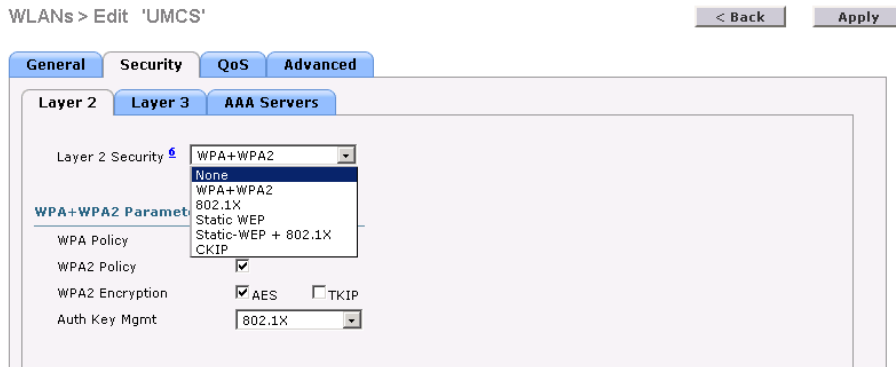 WLANs > Edit 'UMCS'
< Back
Apply
General
Security
QoS
Advanced
Layer 2
Layer 3
AAA Servers
Layer 2 Security 6
WPA+WPA2
None
WPA+WPA2
802.1X
Static WEP
Static-WEP + 802.1X
CKIP
WPA+WPA2 Paramet
WPA Policy
WPA2 Policy
WPA2 Encryption
AES
TKIP
Auth Key Mgmt
802.1X